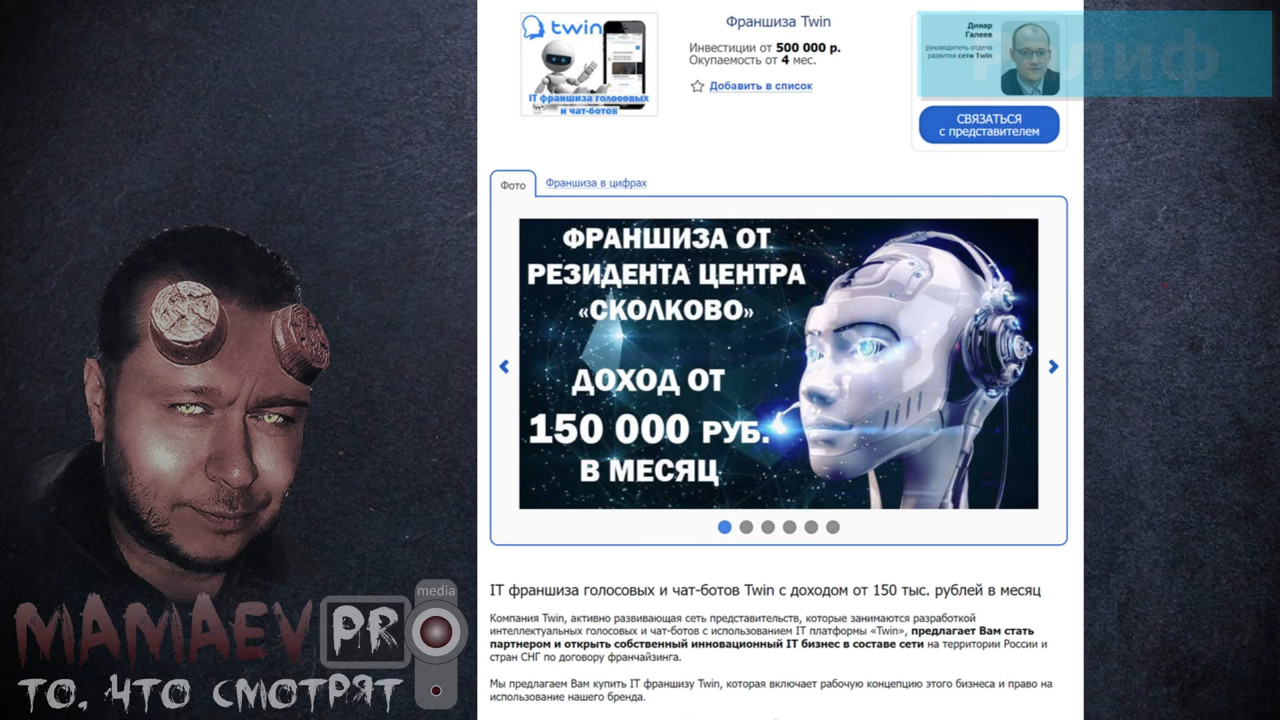 twin
IT франшиза голосовых
и чат-ботов
Франшиза Twin
Инвестиции от 500 000 р.
Окупаемость от 4 мес.
Добавить в список
Динар
Галеев
руководитель отдела
развития сети Twin
СВЯЗАТЬСЯ
с представителем
Фото
Франшиза в цифрах
ФРАНШИЗА ОТ
РЕЗИДЕНТА ЦЕНТРА
«СКОЛКОВО»
ДОХОД ОТ
150 000 РУБ.
В МЕСЯЦ
IT франшиза голосовых и чат-ботов Twin с доходом от 150 тыс. рублей в месяц
Компания Twin, активно развивающая сеть представительств, которые занимаются разработкой
интеллектуальных голосовых и чат-ботов с использованием IT платформы «Twin», предлагает Вам стать
партнером и открыть собственный инновационный IT бизнес в составе сети на территории России и
стран СНГ по договору франчайзинга.
Мы предлагаем Вам купить IT франшизу Twin, которая включает рабочую концепцию этого бизнеса и право на
использование нашего бренда.
MAMAEV PRO
media
ТО, ЧТО СМОТРЯТ